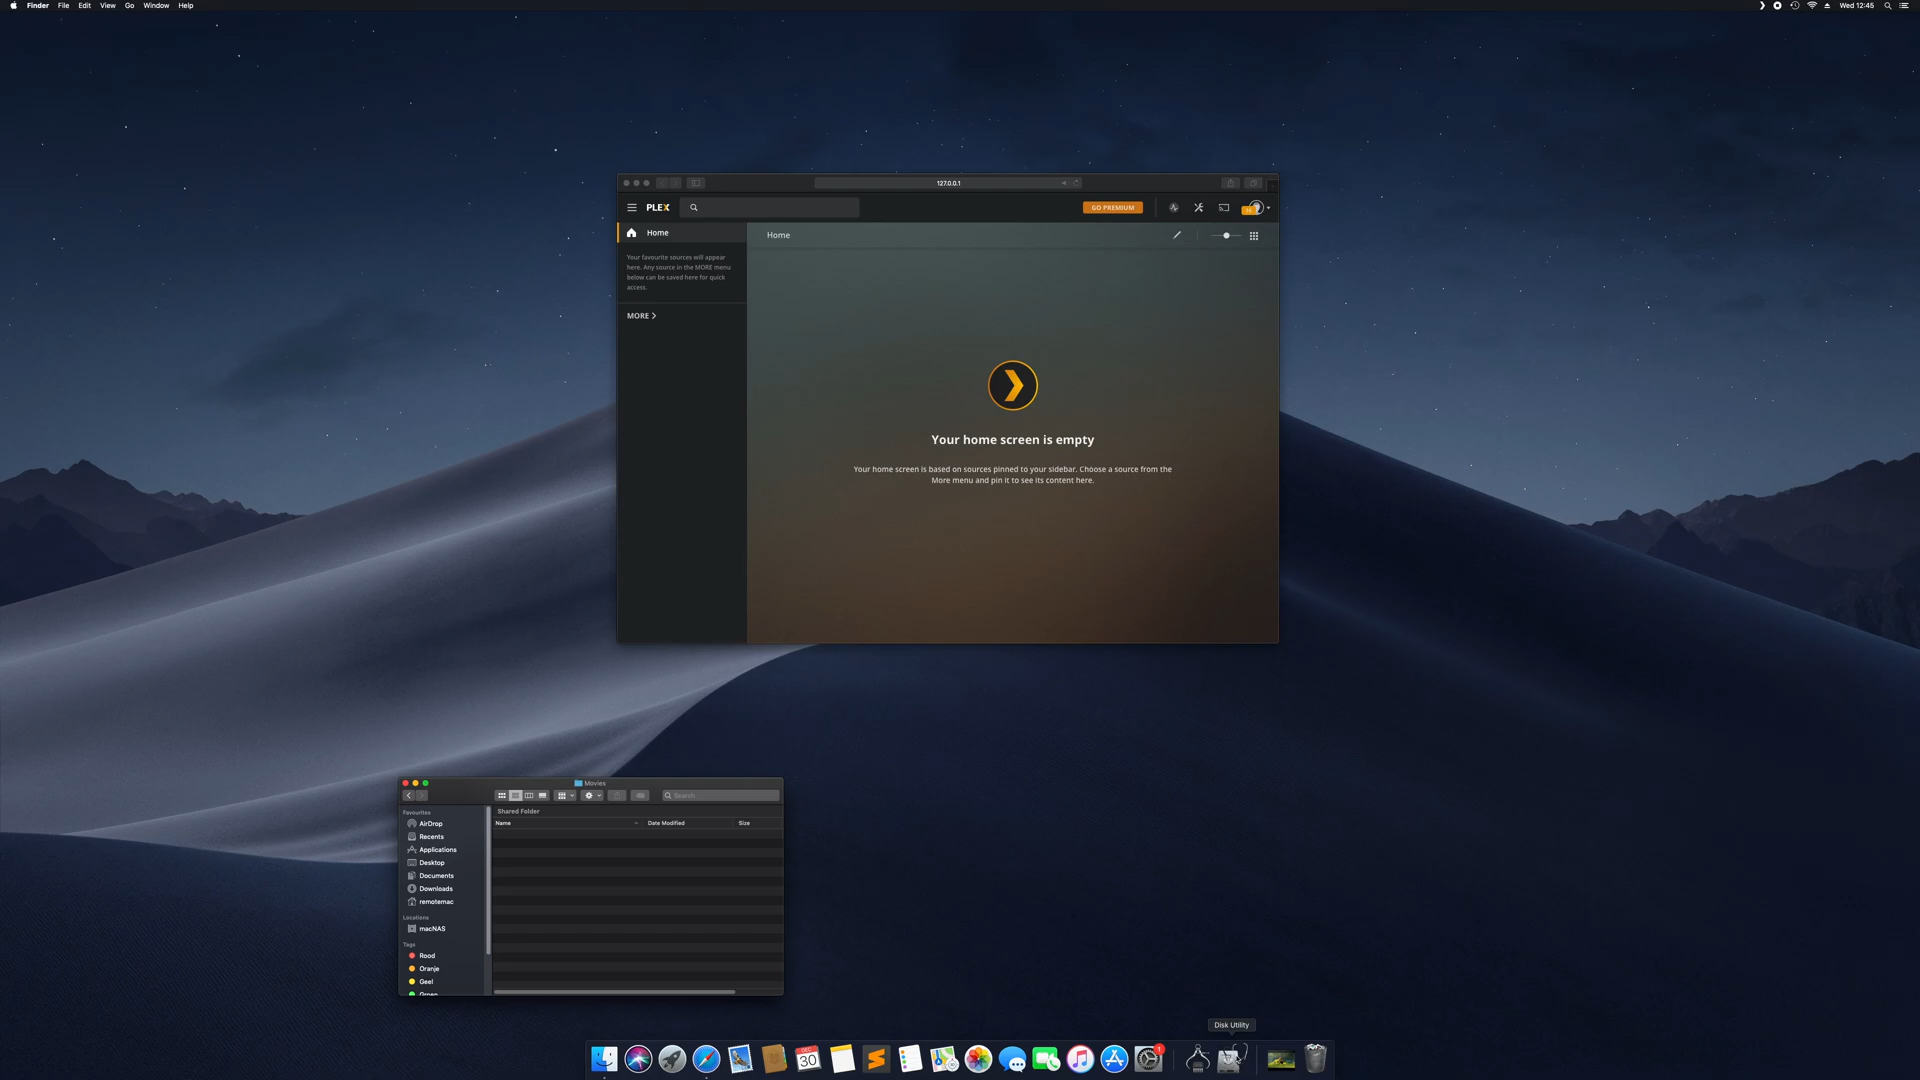 Finder File Edit View Go Window Help
Wed 12:45
127.0.0.1
PLEX
GO PREMIUM
Home
Home
Your favourite sources will appear
here. Any source in the MORE menu
below can be saved here for quick
access.
MORE
Your home screen is empty
Your home screen is based on sources pinned to your sidebar. Choose a source from the
More menu and pin it to see its content here.
Movies
Search
Favourites
AirDrop
Recents
Applications
Desktop
Documents
Downloads
remotemac
Locations
macNAS
Tags
Rood
Oranje
Geel
Groen
Shared Folder
Name Date Modified Size
Disk Utility
DEC
30
1